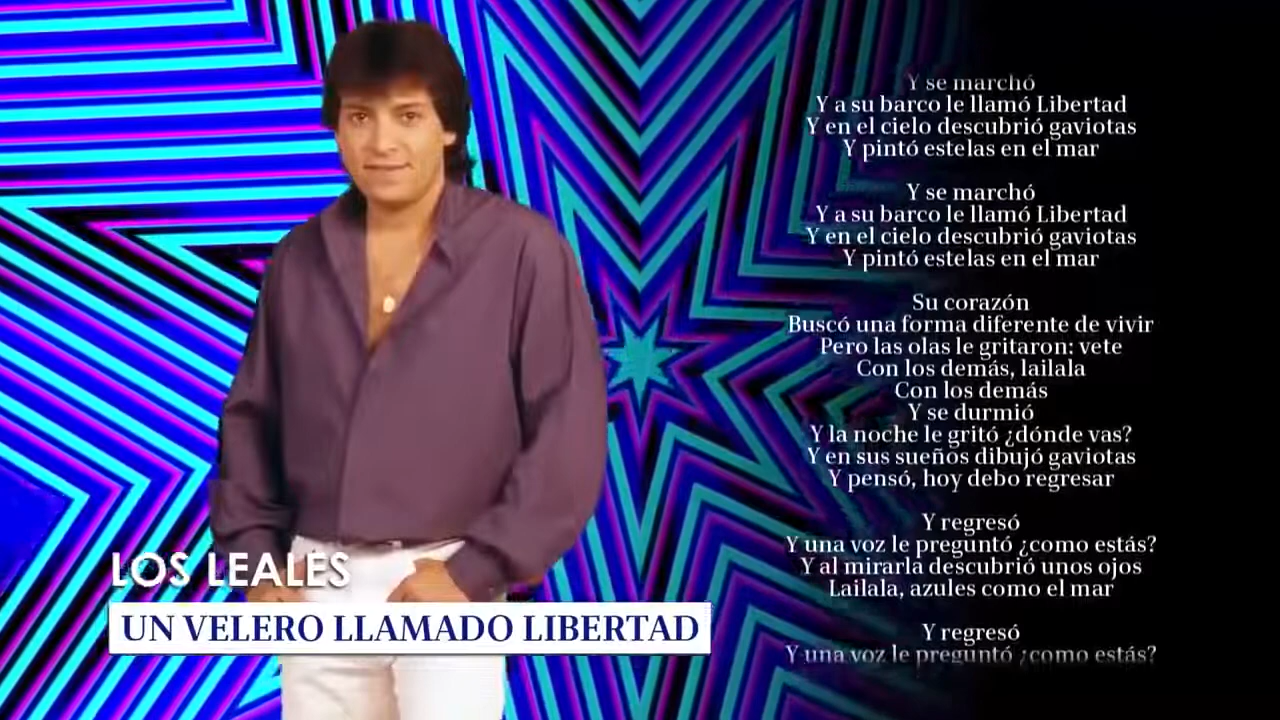 LOS LEALES
UN VELERO LLAMADO LIBERTAD
Y se marchó
Y a su barco le llamó Libertad
Y en el cielo descubrió gaviotas
Y pintó estelas en el mar
Y se marchó
Y a su barco le llamó Libertad
Y en el cielo descubrió gaviotas
Y pintó estelas en el mar
Su corazón
Buscó una forma diferente de vivir
Pero las olas le gritaron: vete
Con los demás, lailala
Con los demás
Y se durmió
Y la noche le gritó ¿dónde vas?
Y en sus sueños dibujó gaviotas
Y pensó, hoy debo regresar
Y regresó
Y una voz le preguntó ¿como estás?
Y al mirarla descubrió unos ojos
Lailala, azules como el mar
Y regresó
Y una voz le preguntó ¿como estás?